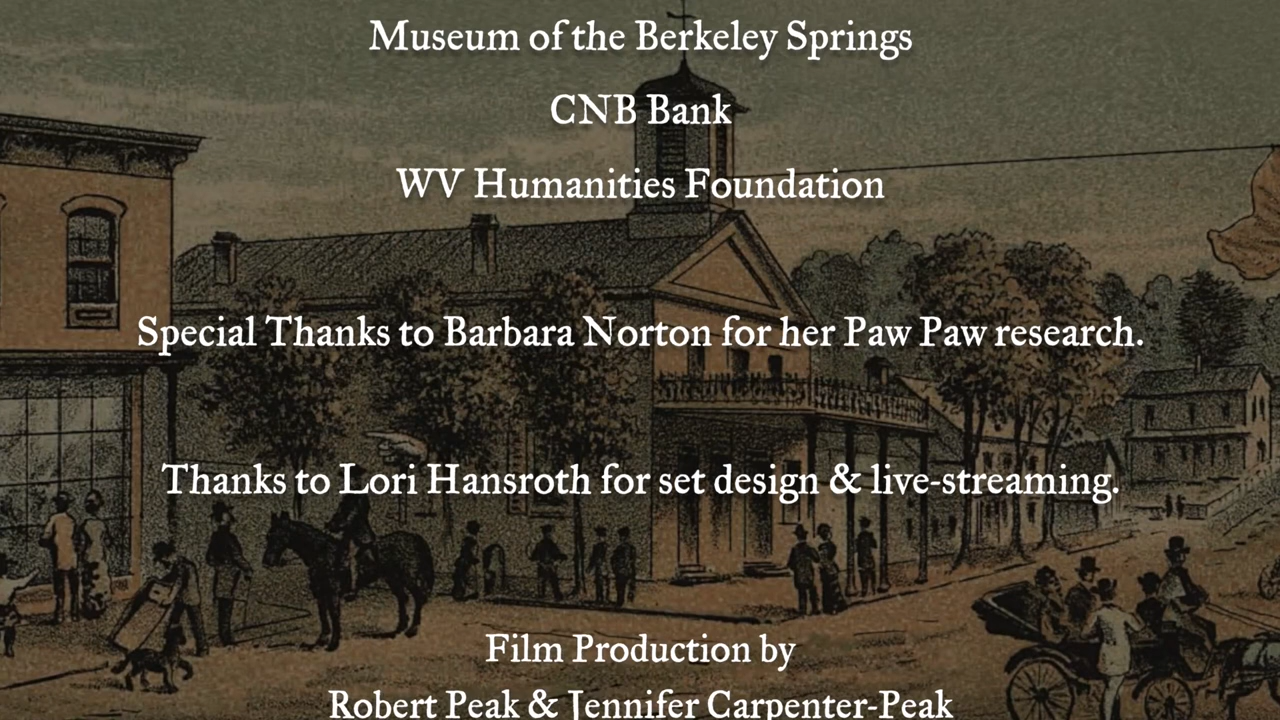 Museum of the Berkeley Springs
CNB Bank
WV Humanities Foundation
Special Thanks to Barbara Norton for her Paw Paw research.
Thanks to Lori Hansroth for set design & live-streaming.
Film Production by
Robert Peak & Jennifer Carpenter-Peak